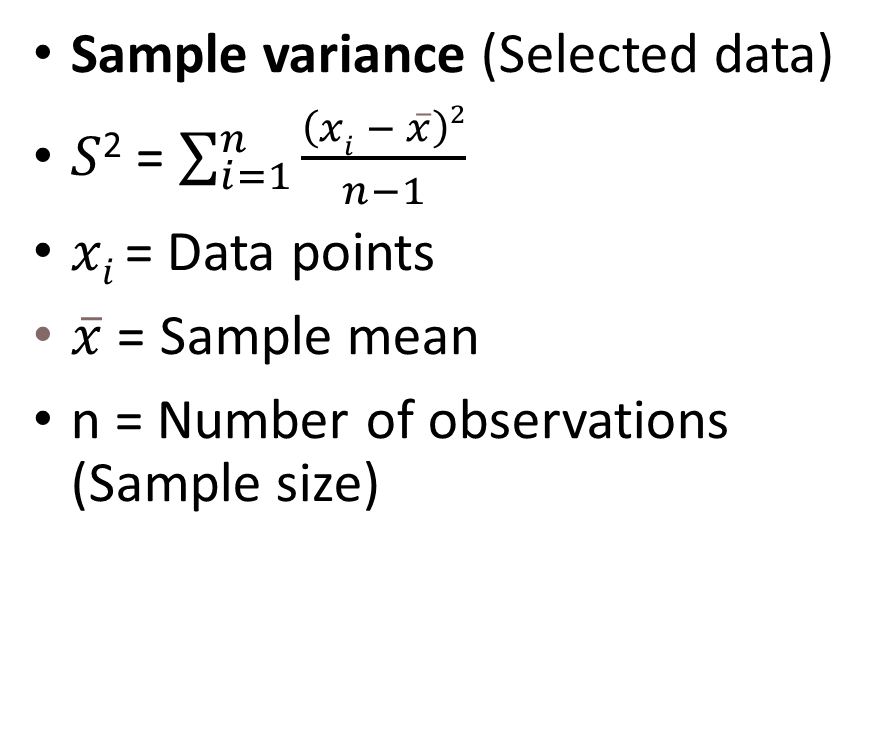 • Sample variance (Selected data)
• S² = ∑ⁿᵢ₌₁ (xᵢ − x̄)² / n−1
• xᵢ = Data points
• x̄ = Sample mean
• n = Number of observations
(Sample size)